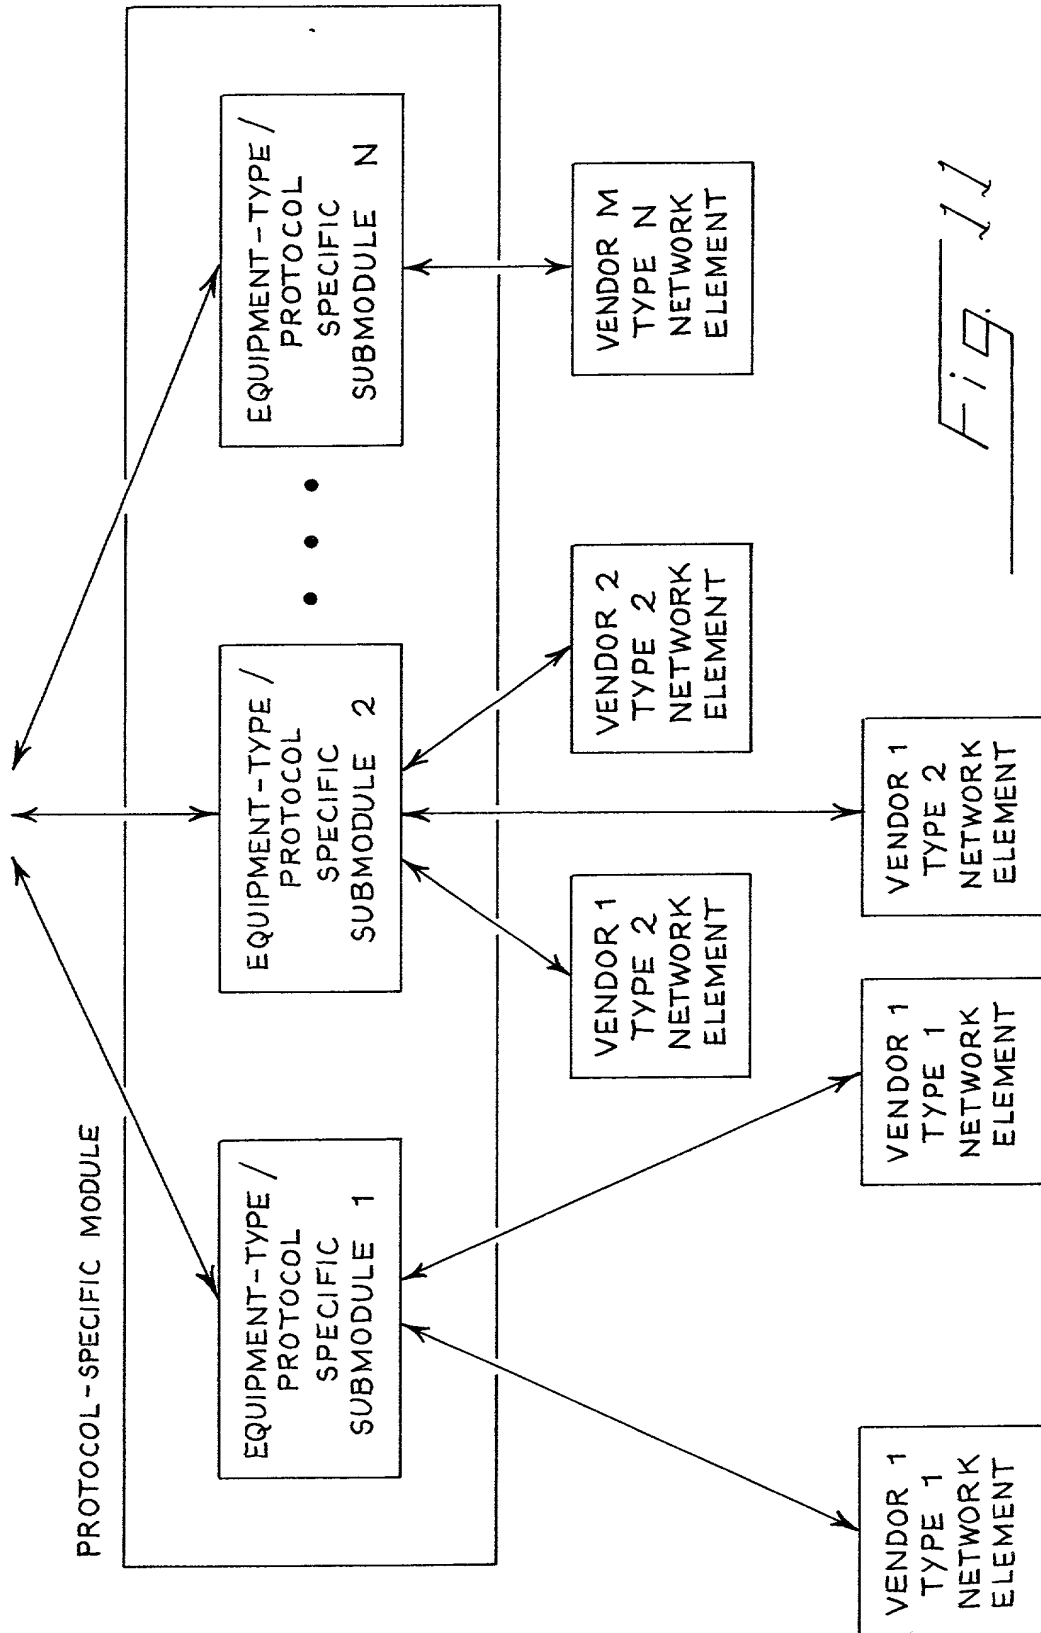 PROTOCOL-SPECIFIC MODULE
EQUIPMENT-TYPE/
PROTOCOL
SPECIFIC
SUBMODULE 1
EQUIPMENT-TYPE/
PROTOCOL
SPECIFIC
SUBMODULE 2
EQUIPMENT-TYPE/
PROTOCOL
SPECIFIC
SUBMODULE N
VENDOR 1
TYPE 2
NETWORK
ELEMENT
VENDOR 2
TYPE 2
NETWORK
ELEMENT
VENDOR M
TYPE N
NETWORK
ELEMENT
VENDOR 1
TYPE 1
NETWORK
ELEMENT
VENDOR 1
TYPE 1
NETWORK
ELEMENT
VENDOR 1
TYPE 2
NETWORK
ELEMENT
Fig. 11